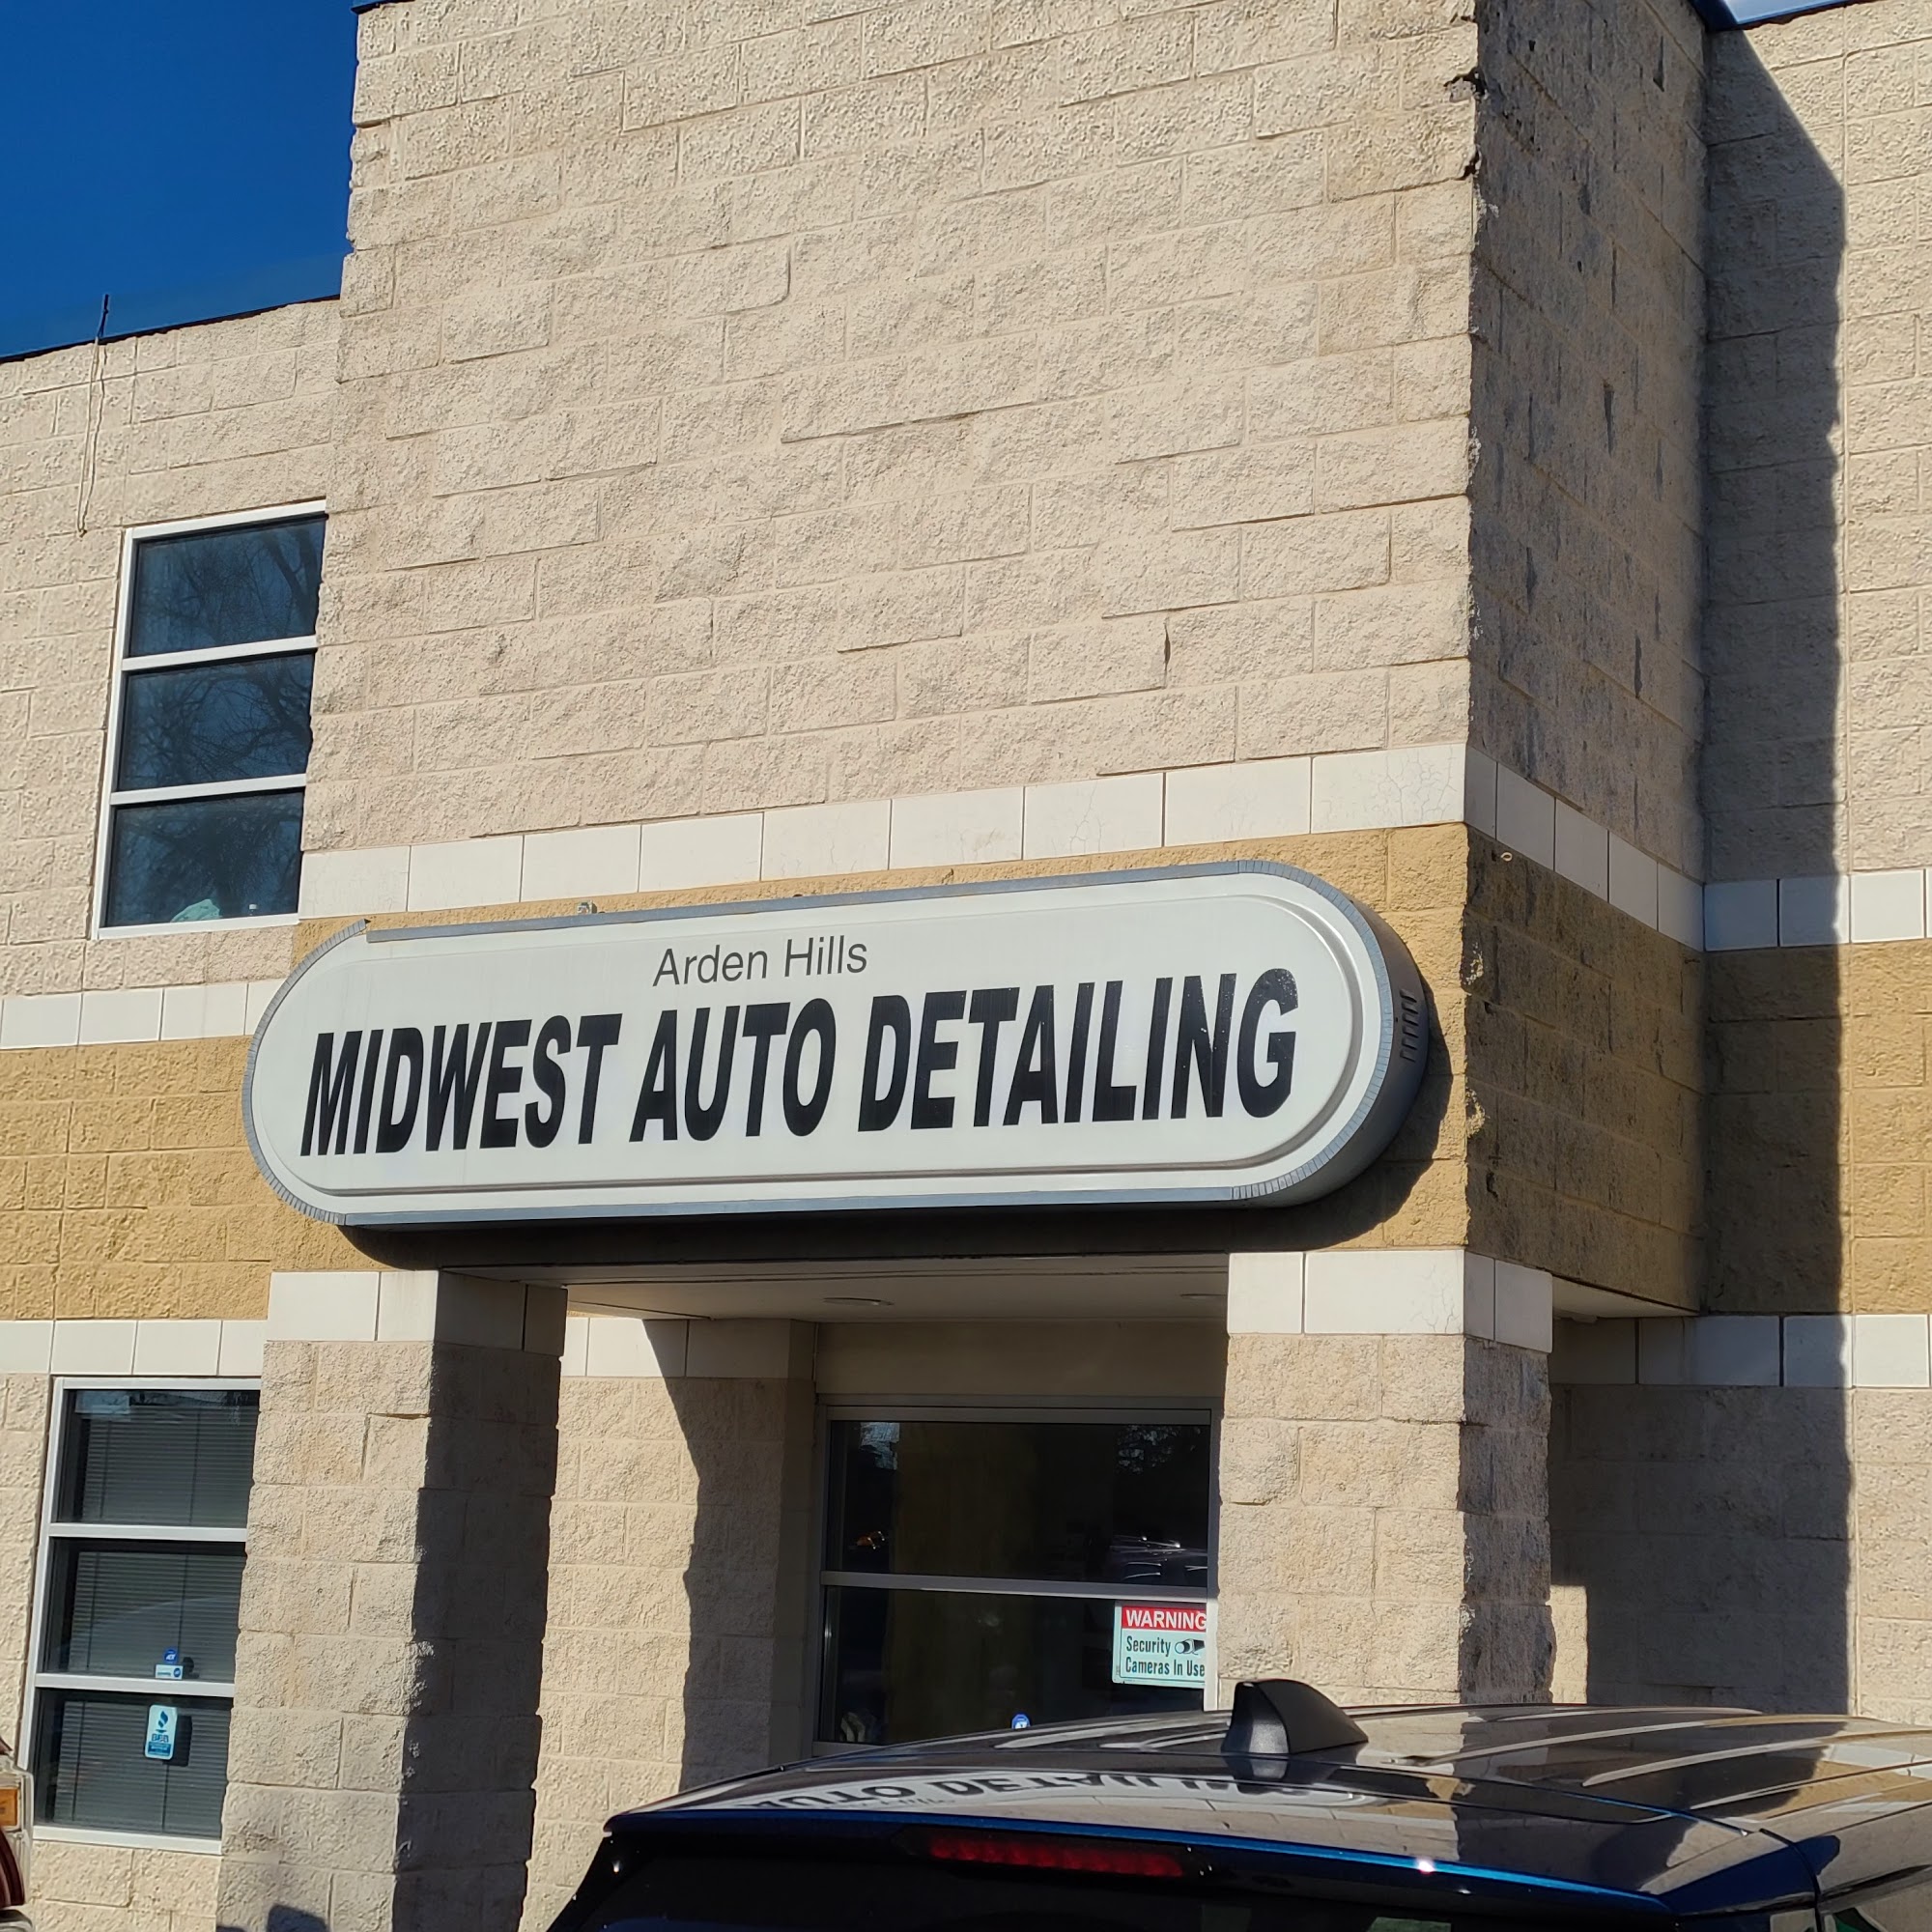 Arden Hills
MIDWEST AUTO DETAILING
WARNING
Security
Cameras In Use